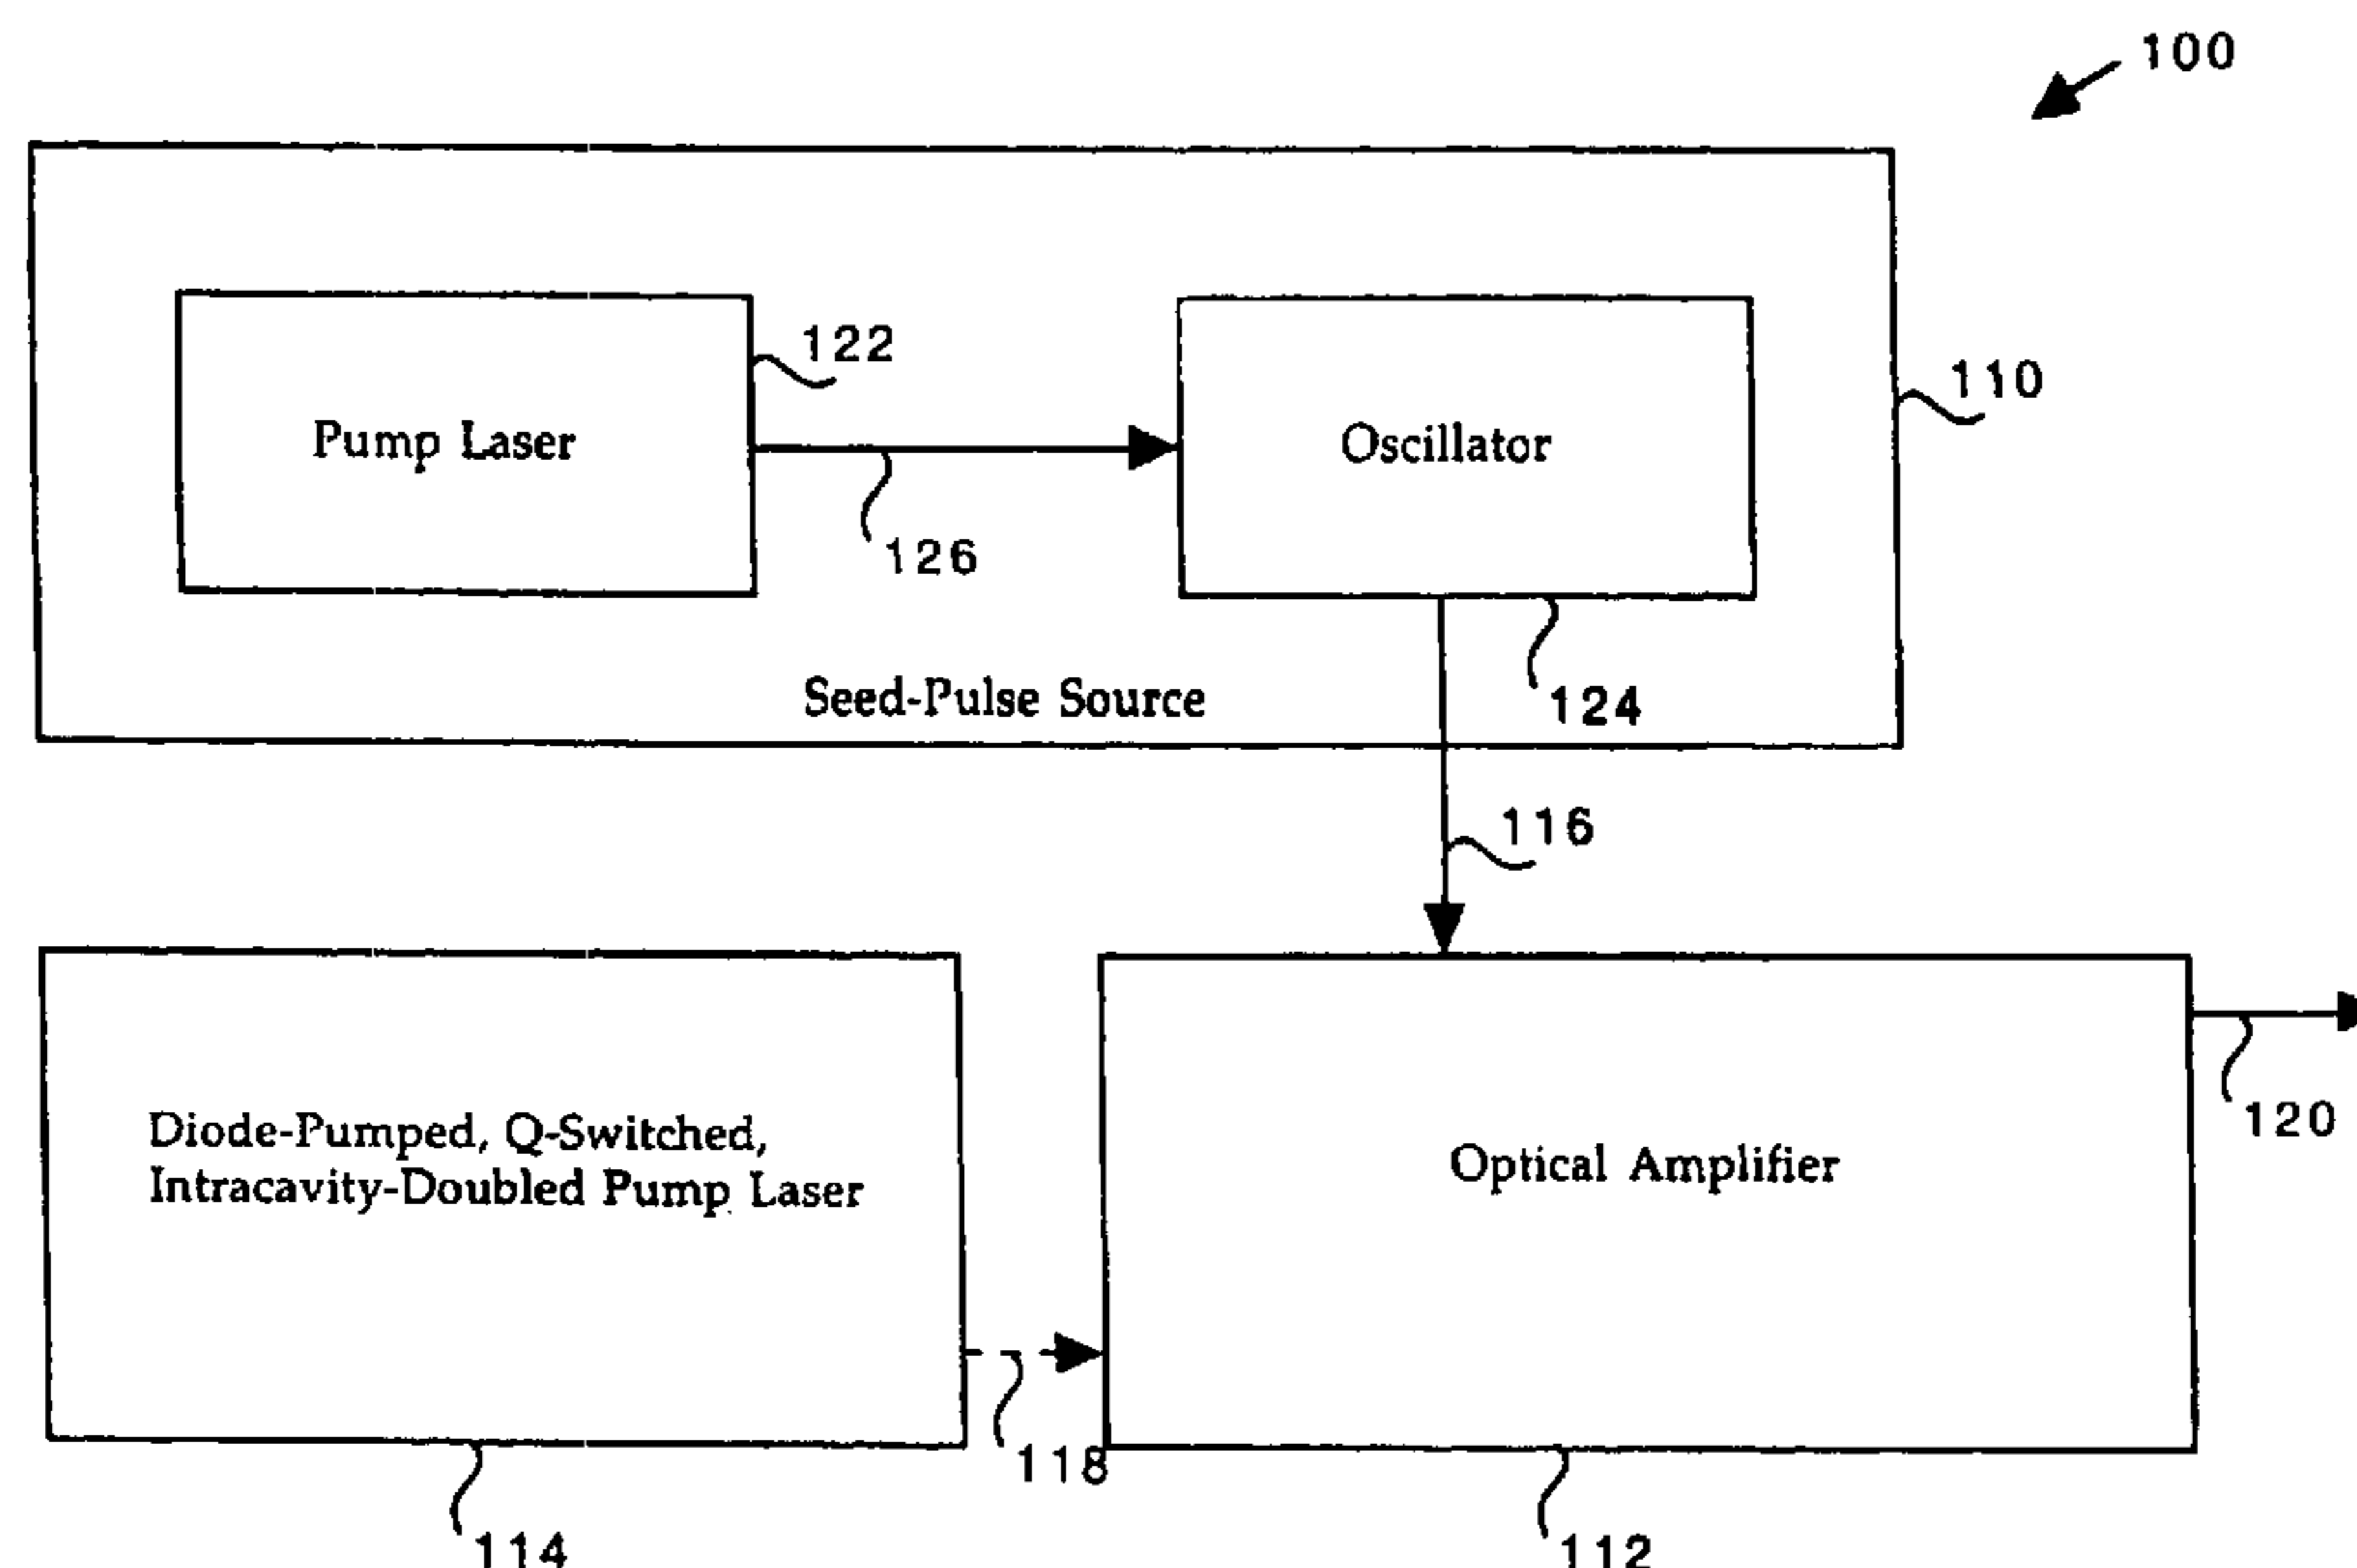 100
122
110
Pump Laser
Oscillator
126
Seed-Pulse Source
124
116
Diode-Pumped, Q-Switched,
Intracavity-Doubled Pump Laser
Optical Amplifier
120
118
114
112